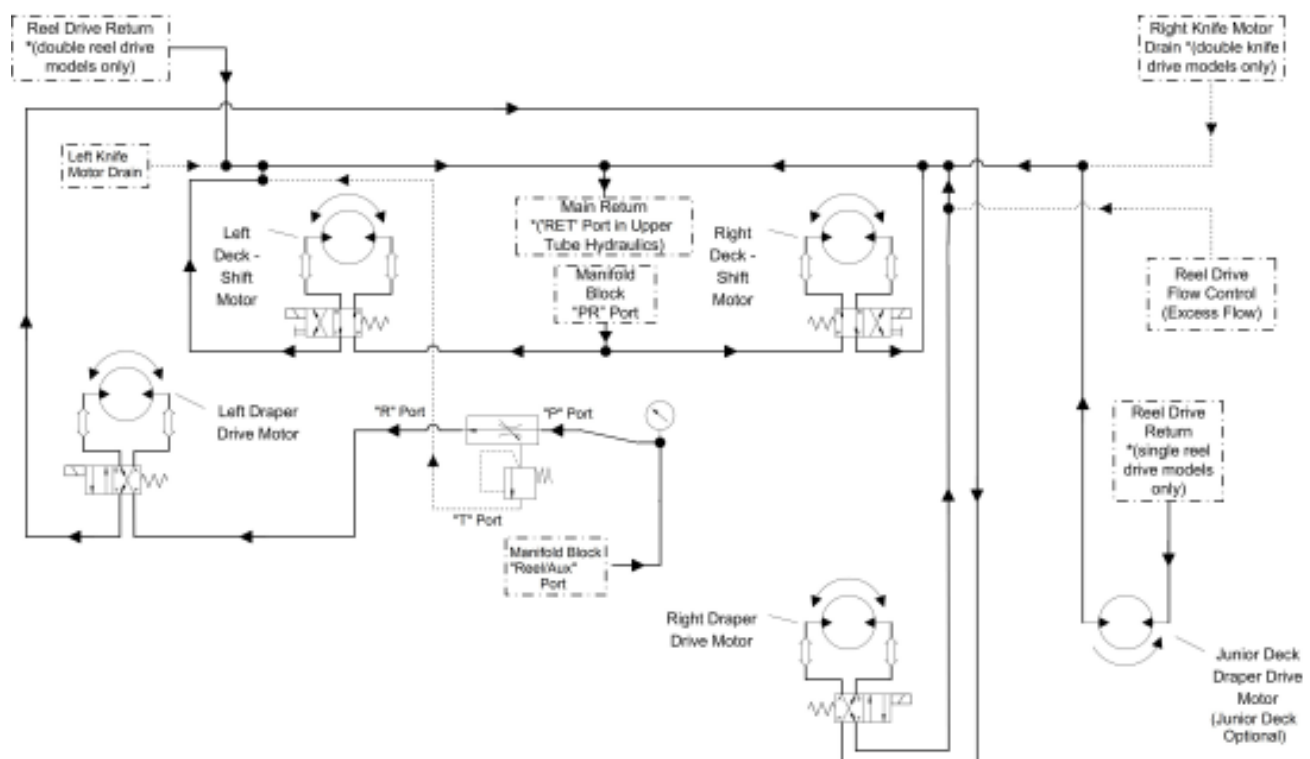 Reel Drive Return
*(double reel drive
models only)
Right Knife Motor
Drain *(double knife
drive models only)
Left Knife
Motor Drain
Left
Deck -
Shift
Motor
Main Return
*('RET' Port in Upper
Tube Hydraulics)
Manifold
Block
"PR" Port
Right
Deck -
Shift
Motor
Reel Drive
Flow Control
(Excess Flow)
Left Draper
Drive Motor
"R" Port
"P" Port
"T" Port
Manifold Block
"Reel/Aux"
Port
Reel Drive
Return
*(single reel
drive models
only)
Right Draper
Drive Motor
Junior Deck
Draper Drive
Motor
(Junior Deck
Optional)